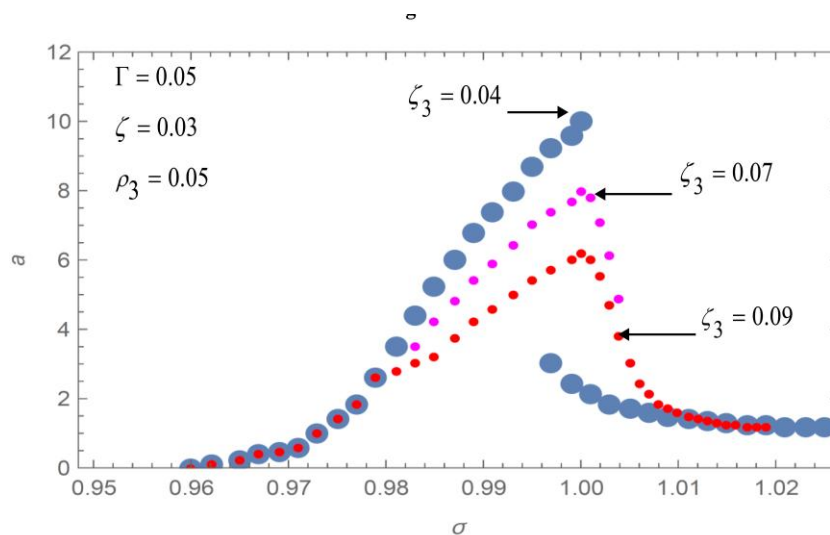 g
12
Γ = 0.05
ζ₃ = 0.04
10
ζ = 0.03
ρ₃ = 0.05
8
ζ₃ = 0.07
a
6
4
ζ₃ = 0.09
2
0
0.95 0.96 0.97 0.98 0.99 1.00 1.01 1.02
σ